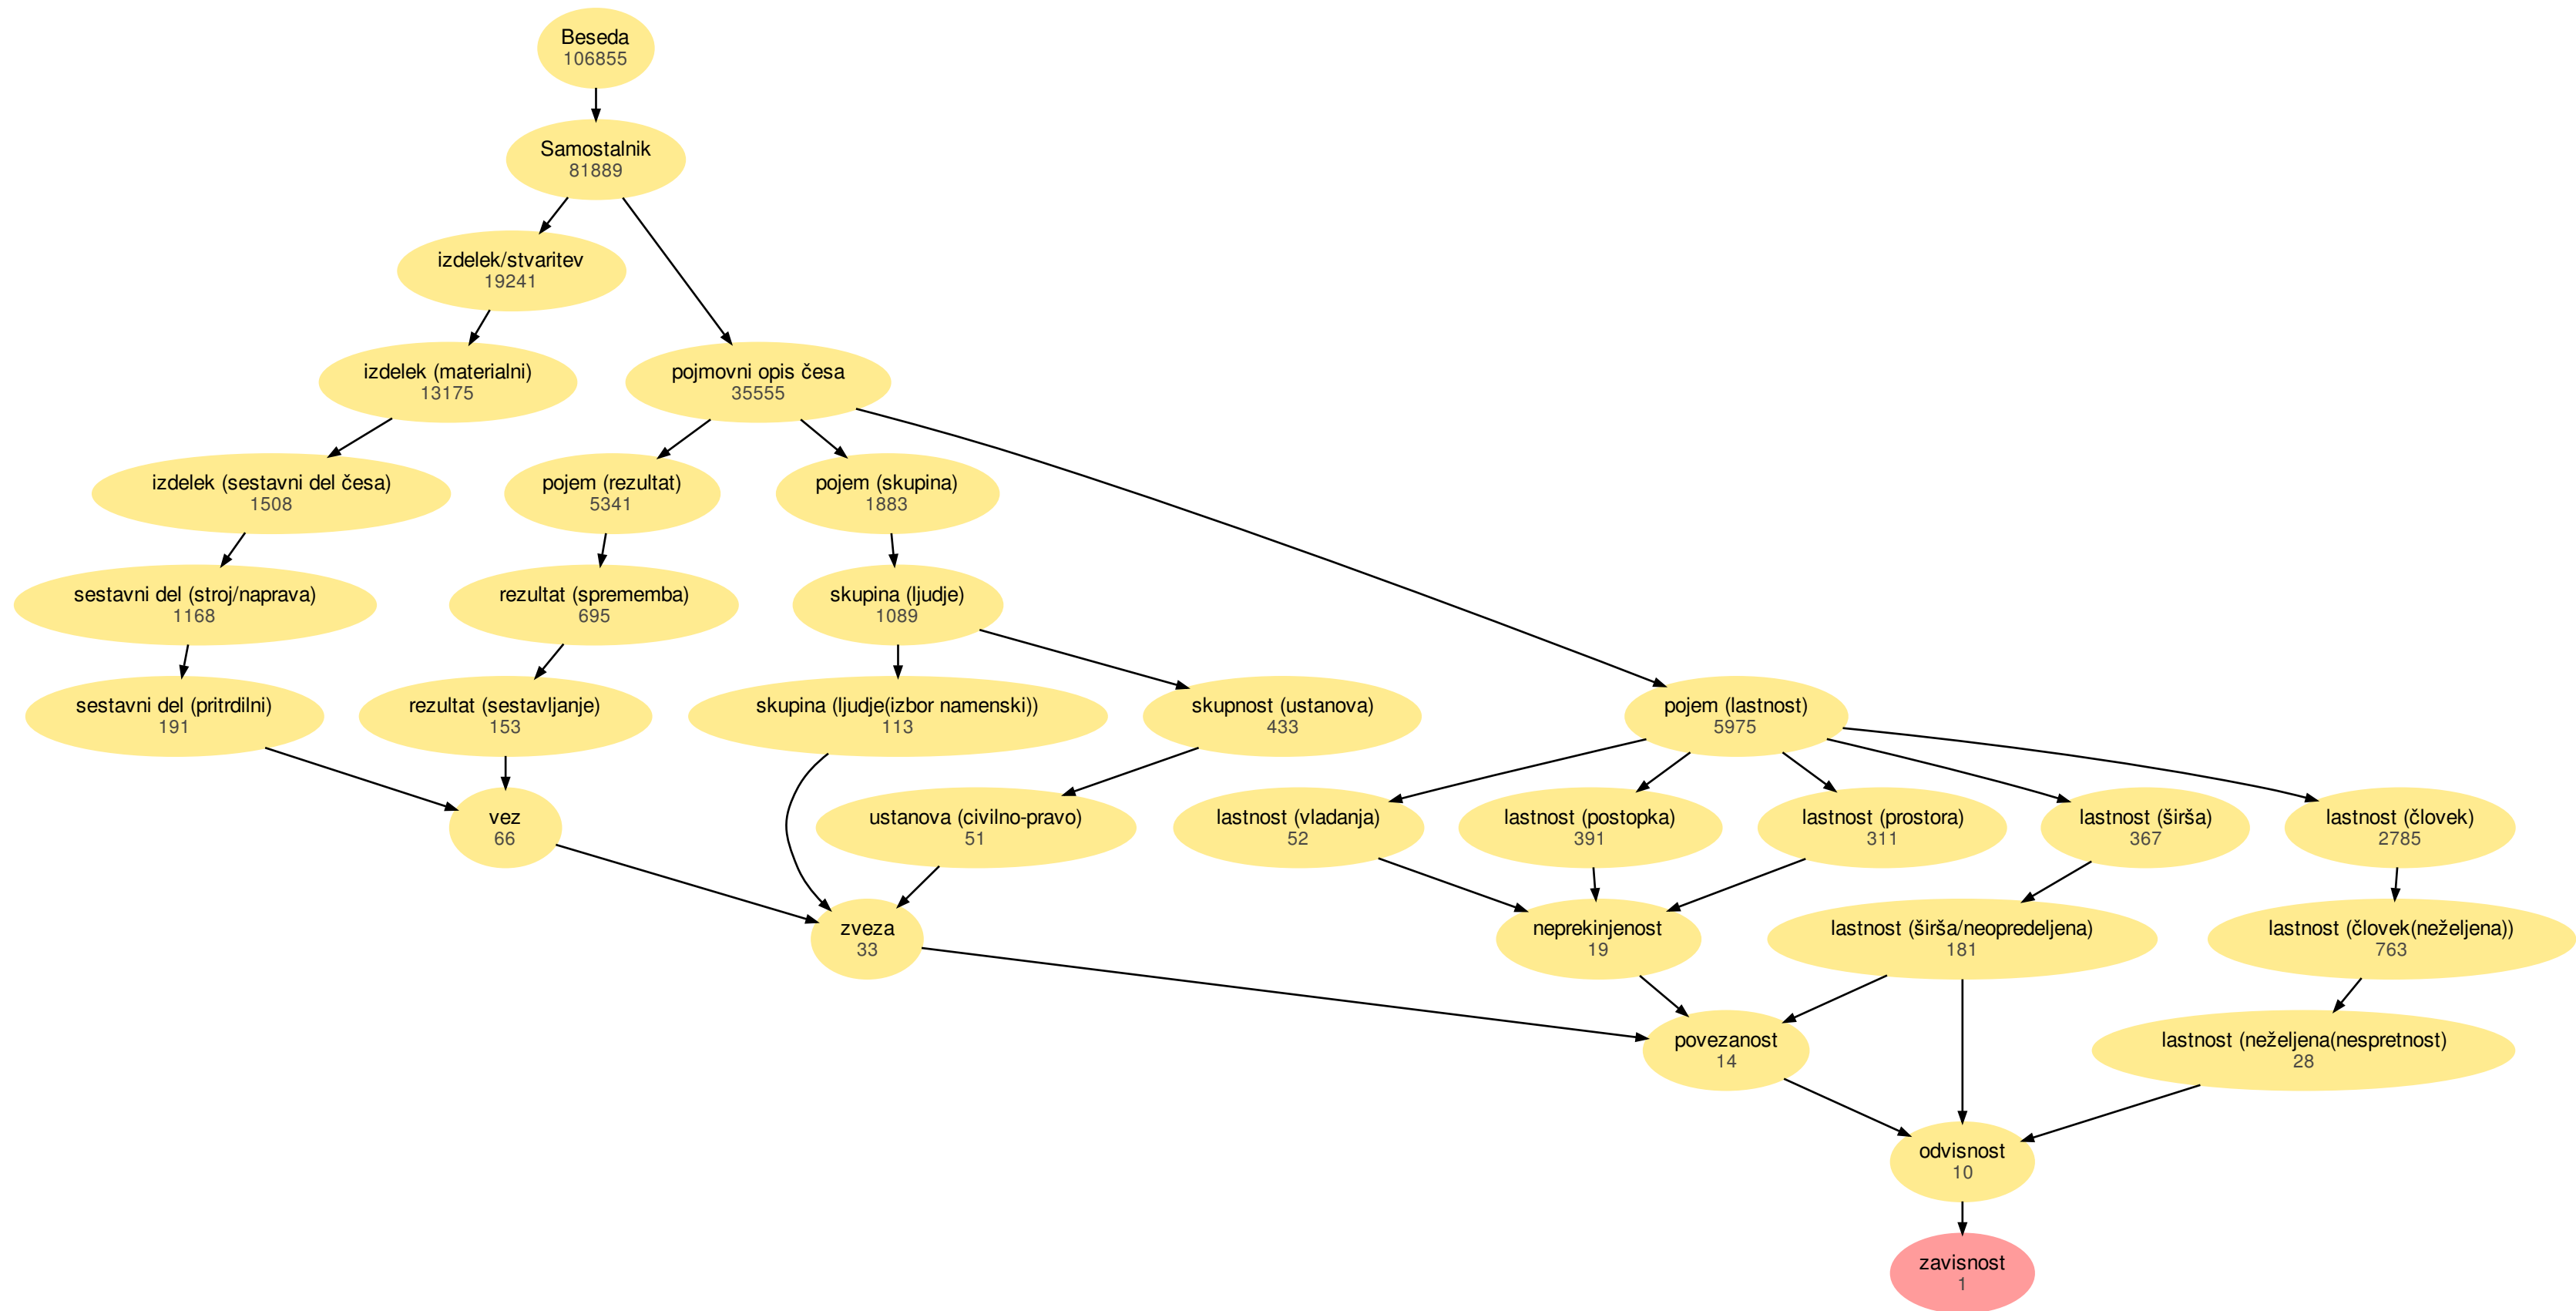 Beseda
106855
Samostalnik
81889
izdelek/stvaritev
19241
izdelek (materialni)
13175
pojmovni opis česa
35555
izdelek (sestavni del česa)
1508
pojem (rezultat)
5341
pojem (skupina)
1883
sestavni del (stroj/naprava)
1168
rezultat (sprememba)
695
skupina (ljudje)
1089
sestavni del (pritrdilni)
191
rezultat (sestavljanje)
153
skupina (ljudje(izbor namenski))
113
skupnost (ustanova)
433
pojem (lastnost)
5975
vez
66
ustanova (civilno-pravo)
51
lastnost (vladanja)
52
lastnost (postopka)
391
lastnost (prostora)
311
lastnost (širša)
367
lastnost (človek)
2785
zveza
33
neprekinjenost
19
lastnost (širša/neopredeljena)
181
lastnost (človek(neželjena))
763
povezanost
14
lastnost (neželjena(nespretnost)
28
odvisnost
10
zavisnost
1